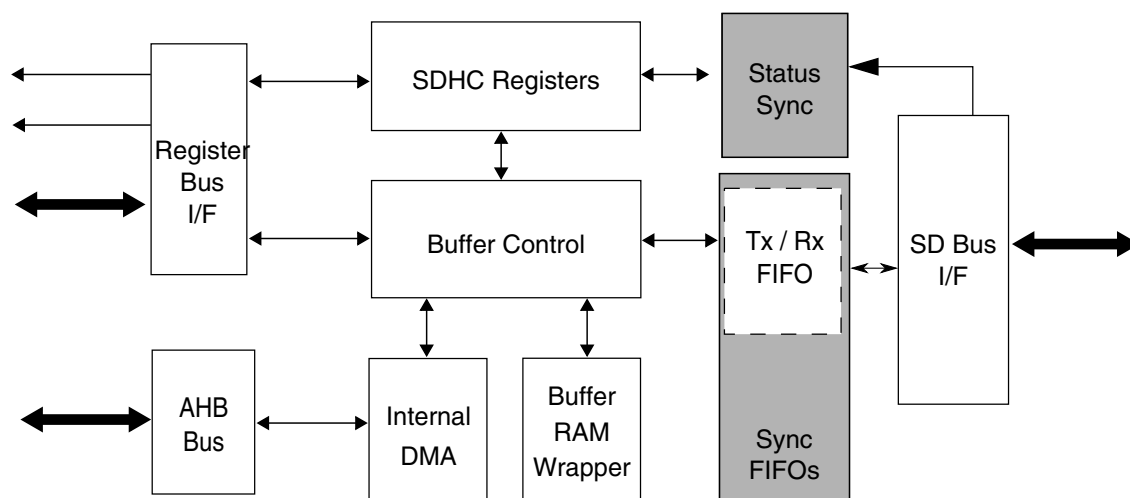 SDHC Registers
Status
Sync
Register
Bus
I/F
Buffer Control
Tx / Rx
FIFO
SD Bus
I/F
AHB
Bus
Internal
DMA
Buffer
RAM
Wrapper
Sync
FIFOs